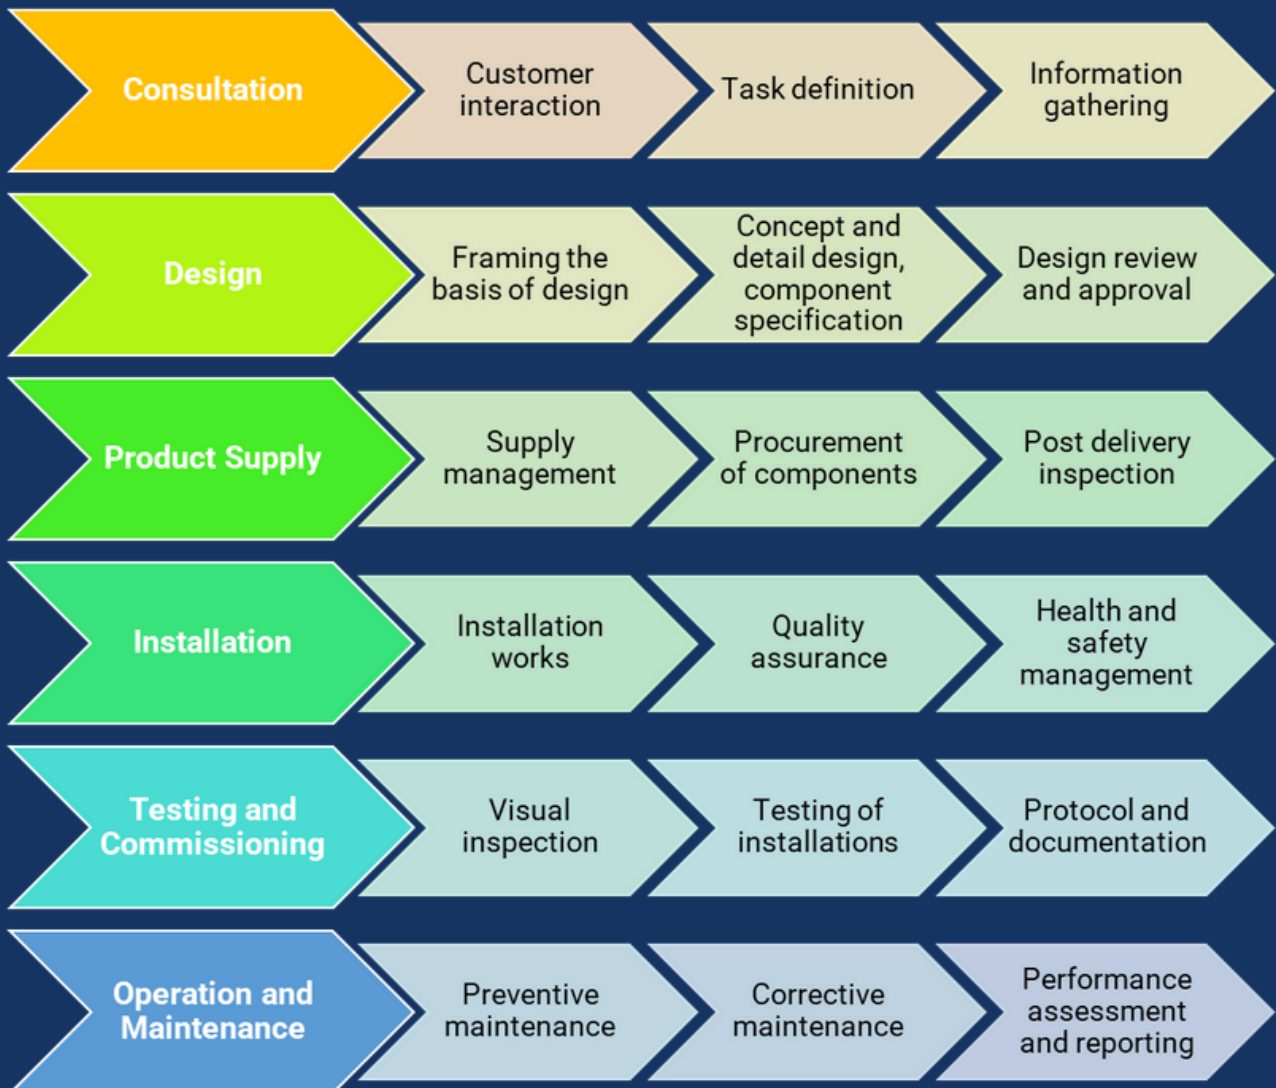 Consultation
Customer
interaction
Task definition
Information
gathering
Design
Framing the
basis of design
Concept and
detail design,
component
specification
Design review
and approval
Product Supply
Supply
management
Procurement
of components
Post delivery
inspection
Installation
Installation
works
Quality
assurance
Health and
safety
management
Testing and
Commissioning
Visual
inspection
Testing of
installations
Protocol and
documentation
Operation and
Maintenance
Preventive
maintenance
Corrective
maintenance
Performance
assessment
and reporting